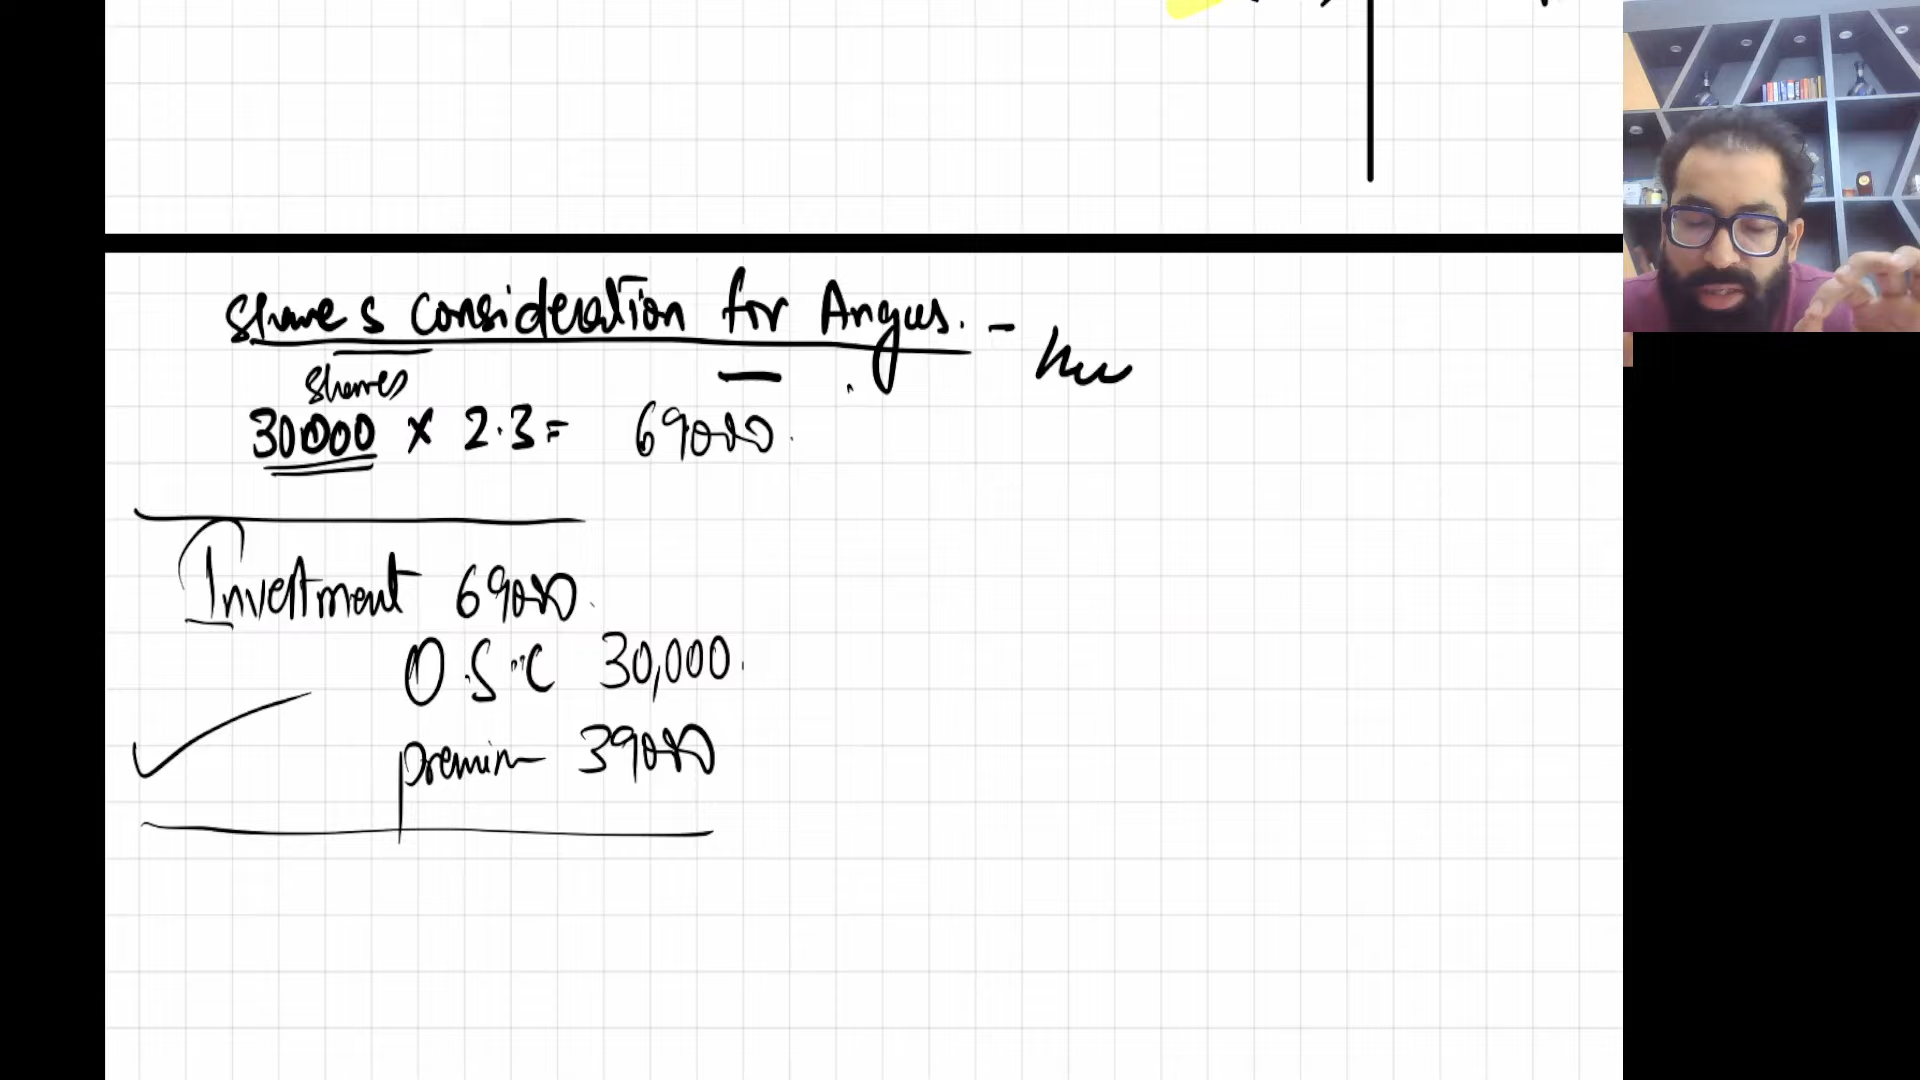 Shares consideration for Angus. -
shares
30000 × 2.3 = 69000.
Investment 69000.
O.S.C 30,000.
premium 39000